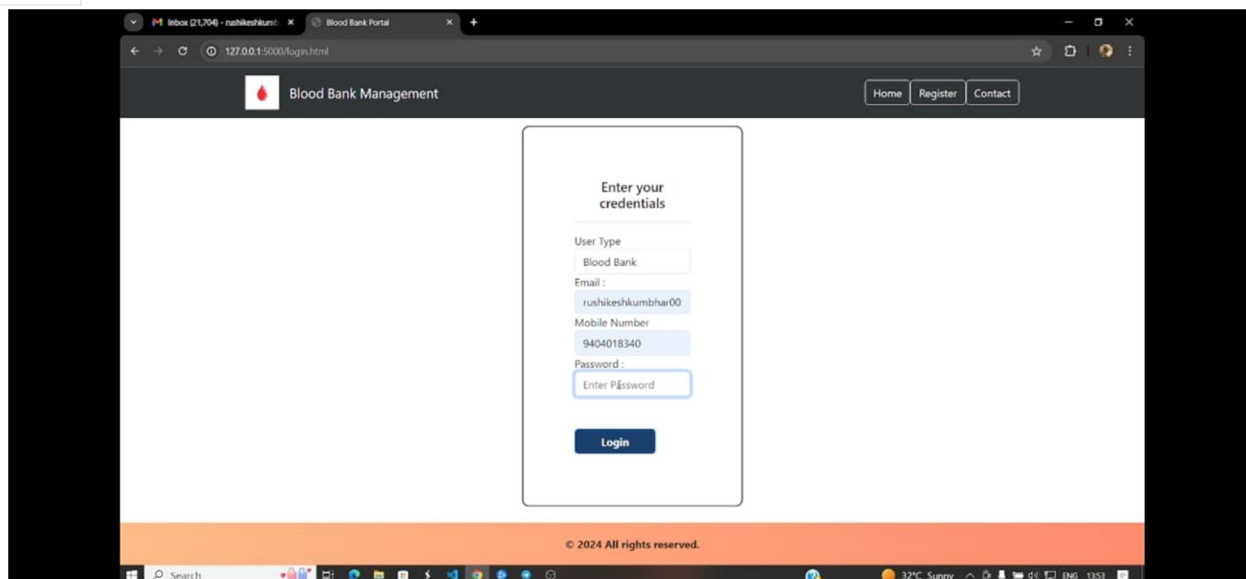 Inbox (21,704) - rushikeshkumb
Blood Bank Portal
127.0.0.1:5000/login.html
Blood Bank Management
Home
Register
Contact
Enter your
credentials
User Type
Blood Bank
Email :
rushikeshkumbhar00
Mobile Number
9404018340
Password :
Enter Password
Login
© 2024 All rights reserved.
Search
32°C Sunny
ENG
1353